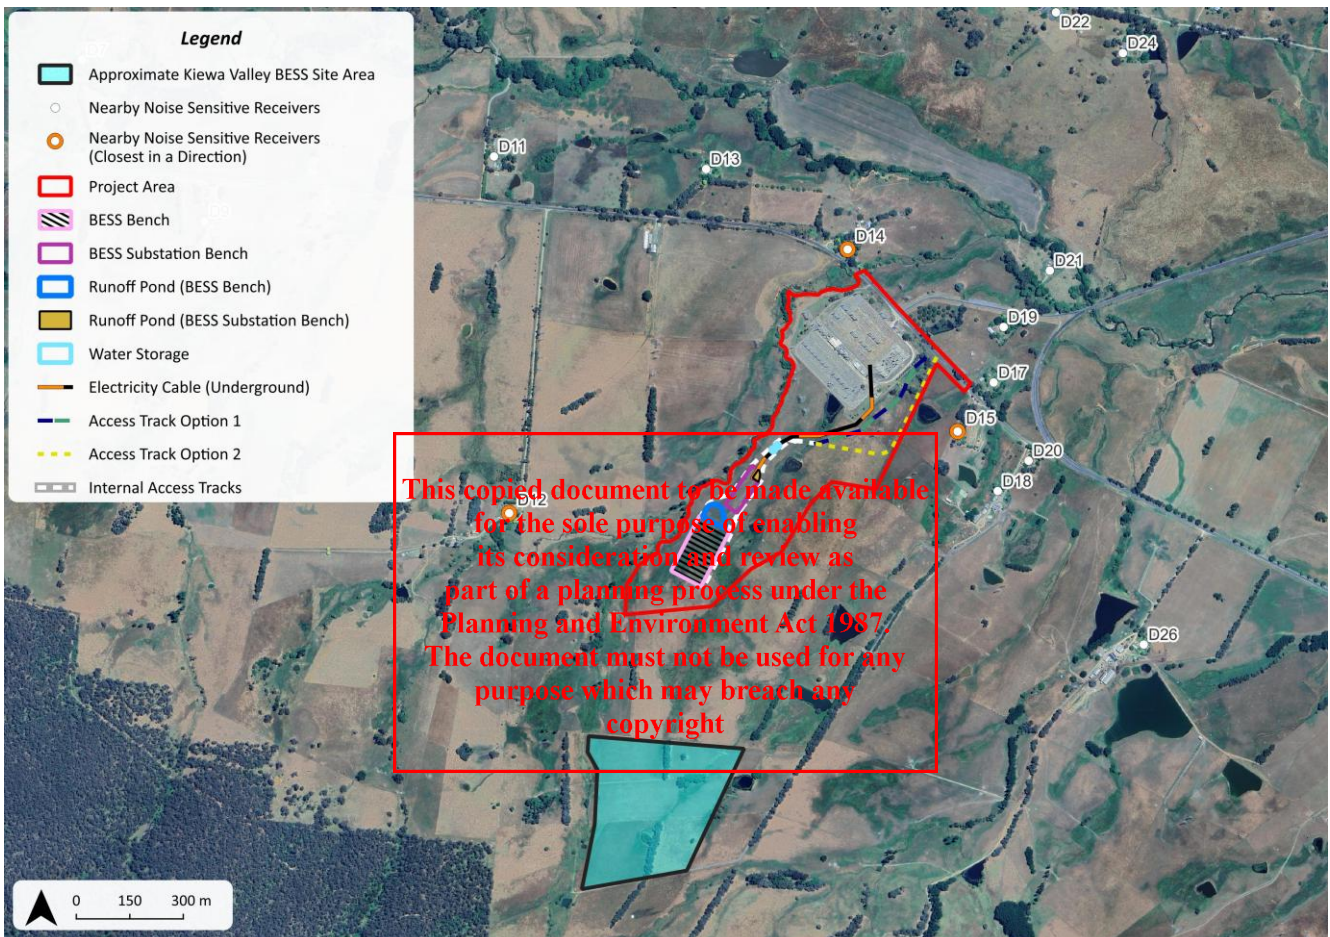 Legend
Approximate Kiewa Valley BESS Site Area
Nearby Noise Sensitive Receivers
Nearby Noise Sensitive Receivers
(Closest in a Direction)
Project Area
BESS Bench
BESS Substation Bench
Runoff Pond (BESS Bench)
Runoff Pond (BESS Substation Bench)
Water Storage
Electricity Cable (Underground)
Access Track Option 1
Access Track Option 2
Internal Access Tracks
D22
D24
D11
D13
D14
D21
D19
D17
D15
D20
D18
D12
D26
This copied document to be made available
for the sole purpose of enabling
its consideration and review as
part of a planning process under the
Planning and Environment Act 1987.
The document must not be used for any
purpose which may breach any
copyright
0 150 300 m